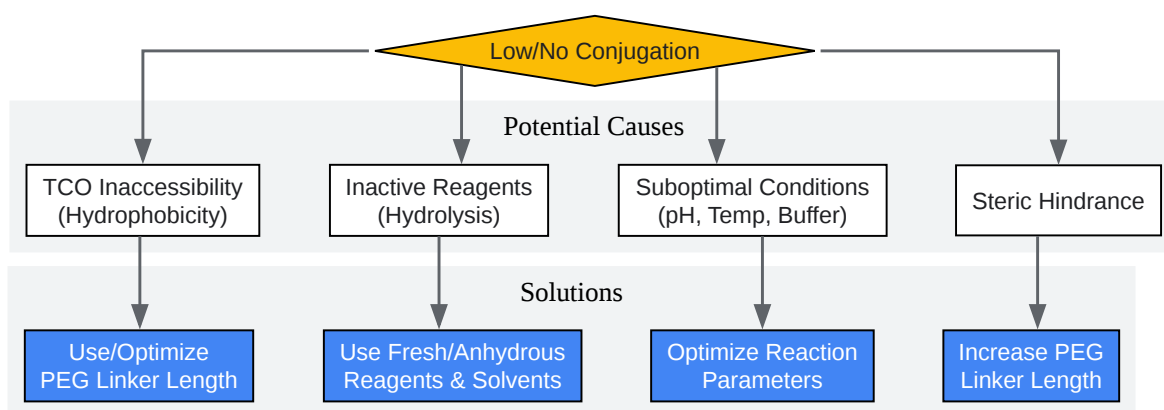 Low/No Conjugation
Potential Causes
TCO Inaccessibility
(Hydrophobicity)
Inactive Reagents
(Hydrolysis)
Suboptimal Conditions
(pH, Temp, Buffer)
Steric Hindrance
Solutions
Use/Optimize
PEG Linker Length
Use Fresh/Anhydrous
Reagents & Solvents
Optimize Reaction
Parameters
Increase PEG
Linker Length